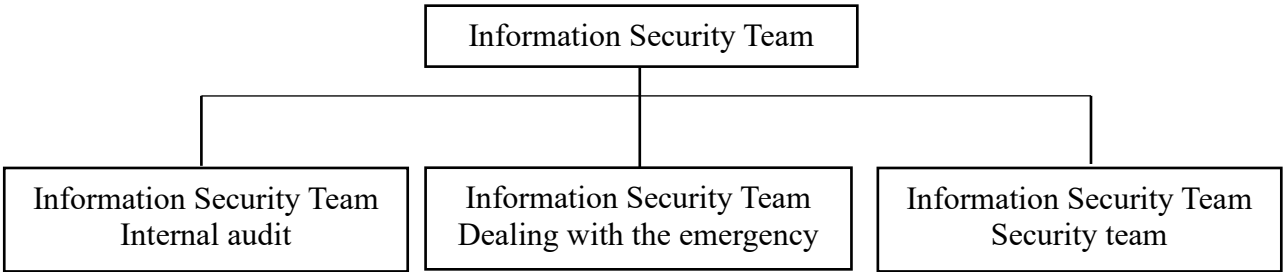 Information Security Team
Information Security Team
Internal audit
Information Security Team
Dealing with the emergency
Information Security Team
Security team